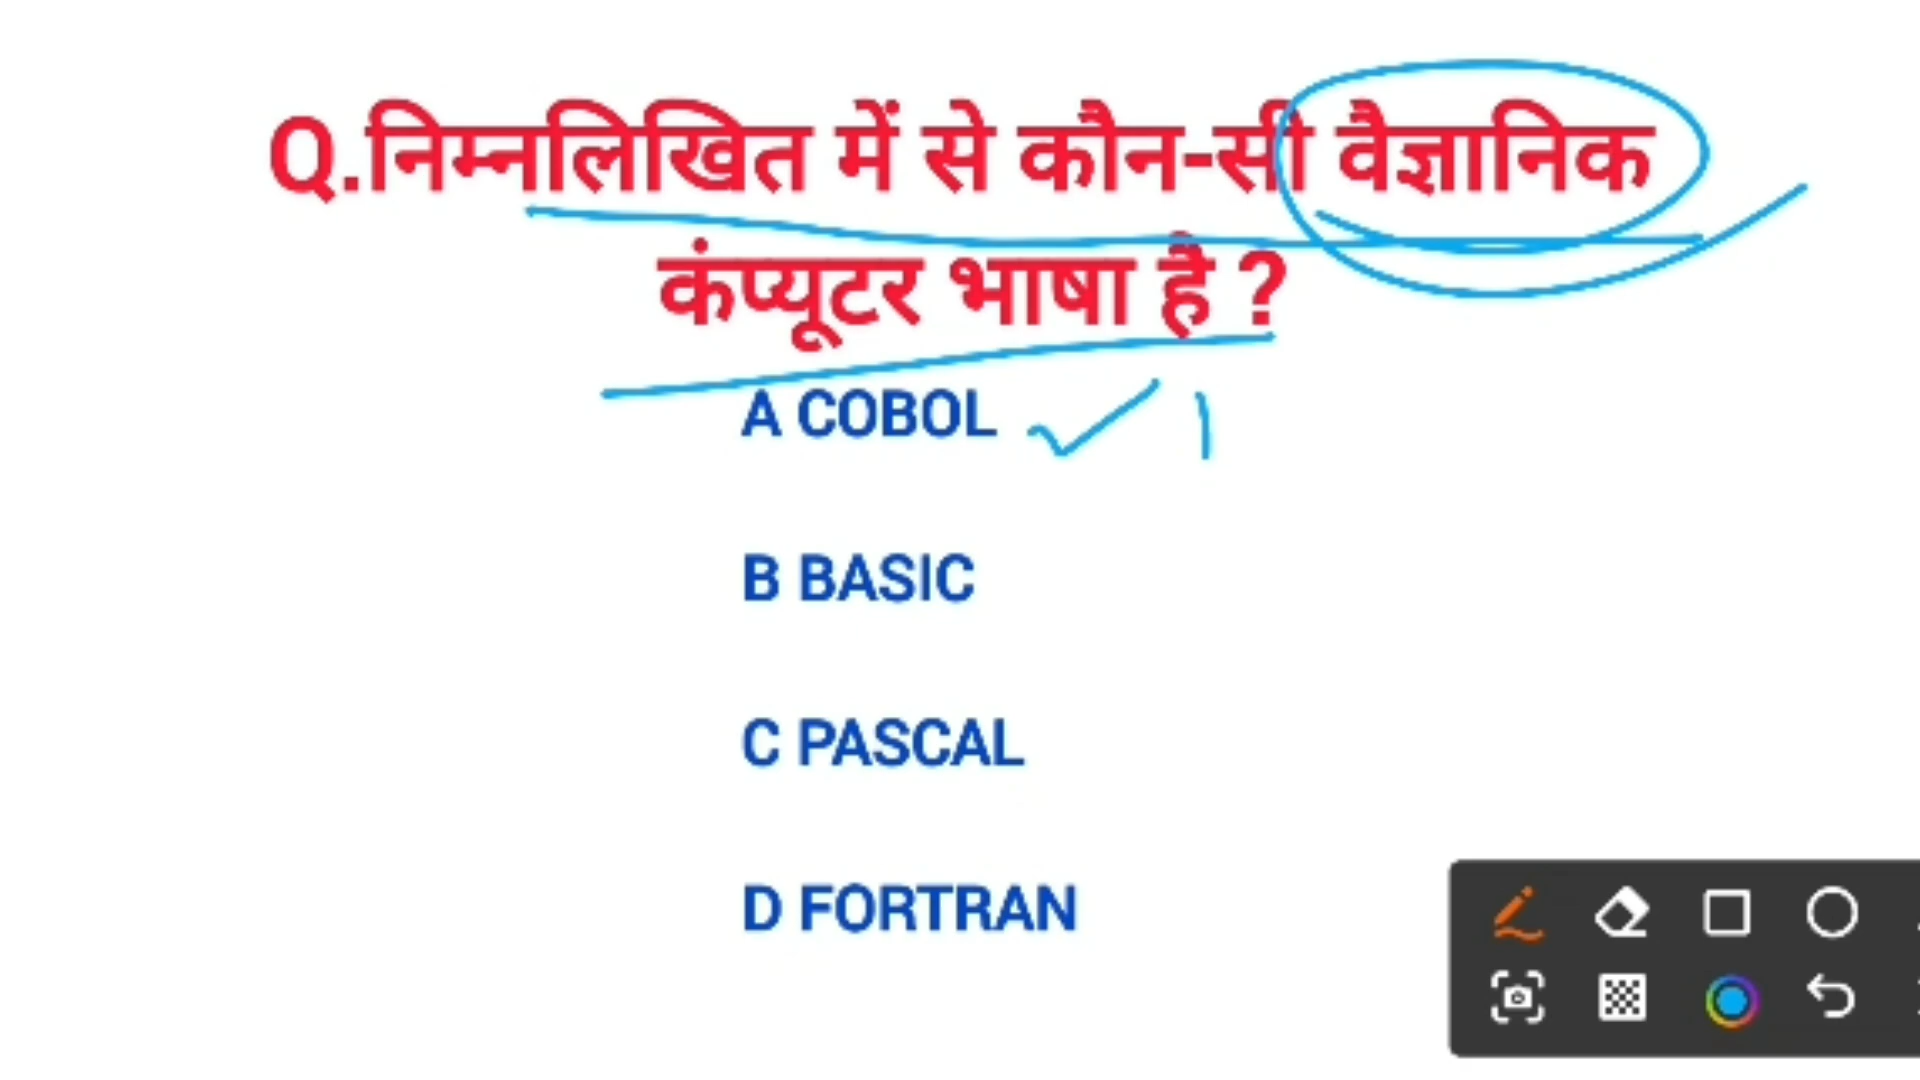 Q.निम्नलिखित में से कौन-सी वैज्ञानिक
कंप्यूटर भाषा है ?
A COBOL
B BASIC
C PASCAL
D FORTRAN